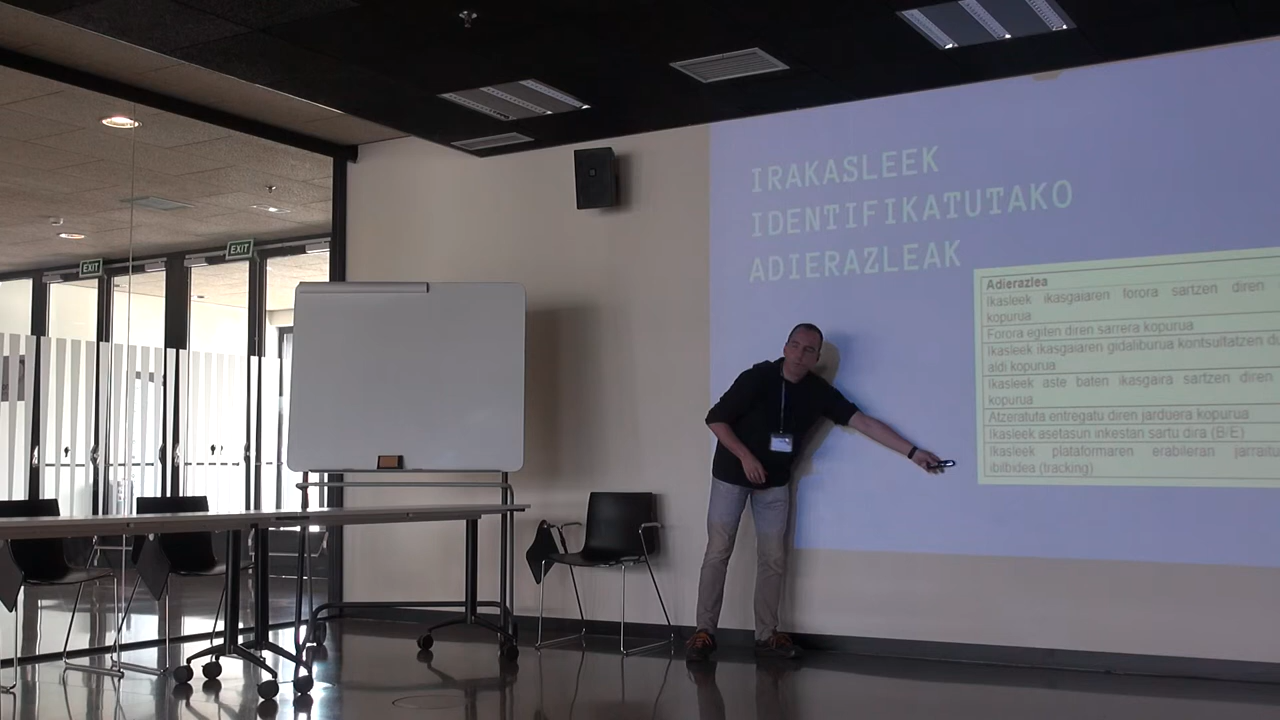 EXIT
EXIT
IRAKASLEEK
IDENTIFIKATUTAKO
ADIERAZLEAK
Adierazlea
Ikasleek ikasgaiaren forora sartzen diren
kopurua
Forora egiten diren sarrera kopurua
Ikasleek ikasgaiaren gidaliburua kontsultatzen
aldi kopurua
Ikasleek aste baten ikasgaira sartzen diren
kopurua
Atzeratuta entregatu diren jarduera kopurua
Ikasleek asetasun inkestan sartu dira (B/E)
Ikasleek plataformaren erabileran
ibilbidea (tracking)